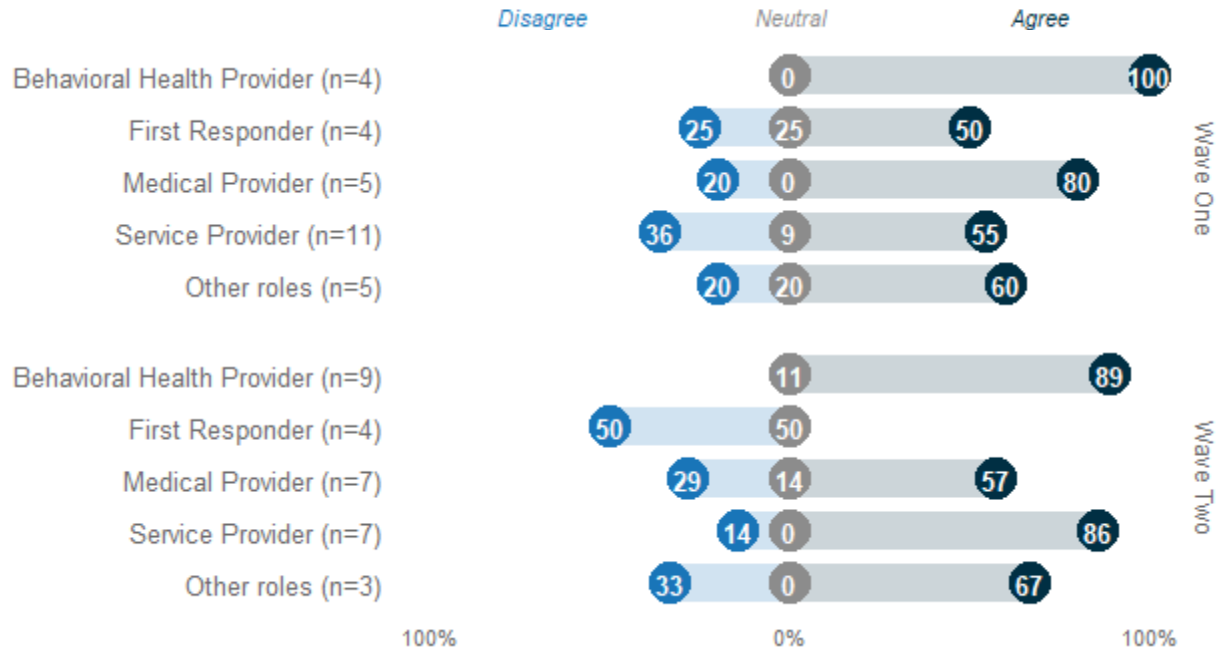 Disagree Neutral Agree
Behavioral Health Provider (n=4) 0 100
First Responder (n=4) 25 25 50
Medical Provider (n=5) 20 0 80
Service Provider (n=11) 36 9 55
Other roles (n=5) 20 20 60
Wave One
Behavioral Health Provider (n=9) 11 89
First Responder (n=4) 50 50
Medical Provider (n=7) 29 14 57
Service Provider (n=7) 14 0 86
Other roles (n=3) 33 0 67
Wave Two
100% 0% 100%